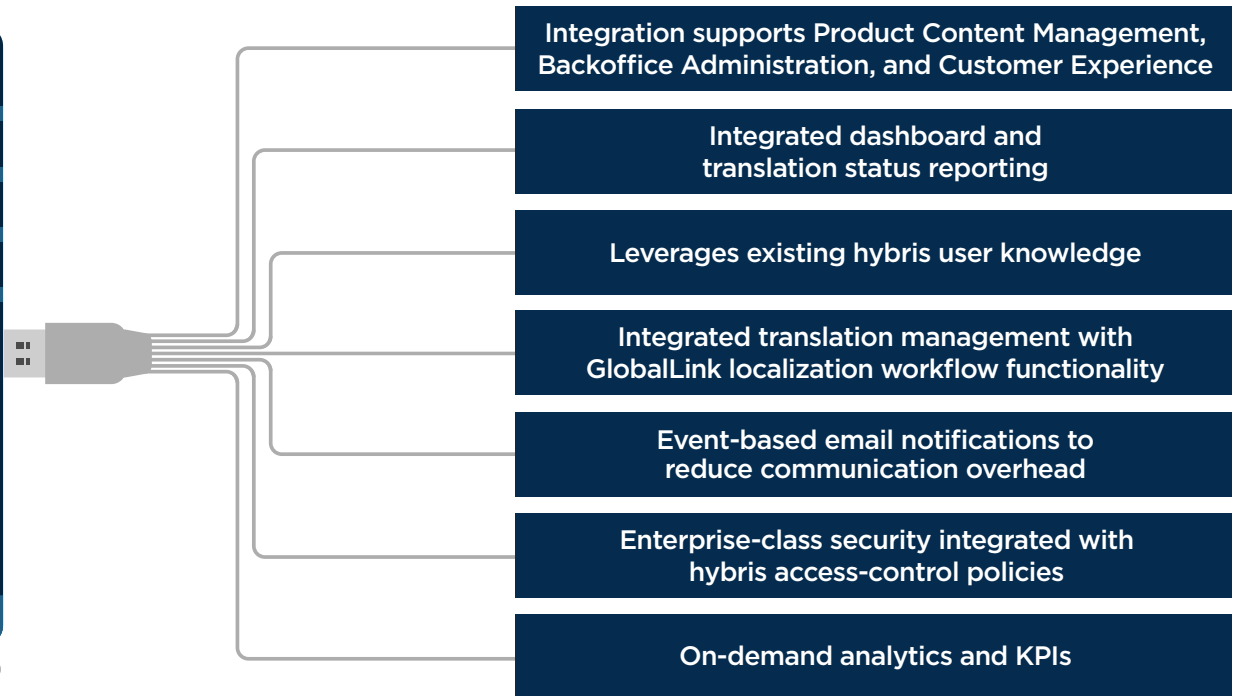 Integration supports Product Content Management,
Backoffice Administration, and Customer Experience
Integrated dashboard and
translation status reporting
Leverages existing hybris user knowledge
Integrated translation management with
GlobalLink localization workflow functionality
Event-based email notifications to
reduce communication overhead
Enterprise-class security integrated with
hybris access-control policies
On-demand analytics and KPIs